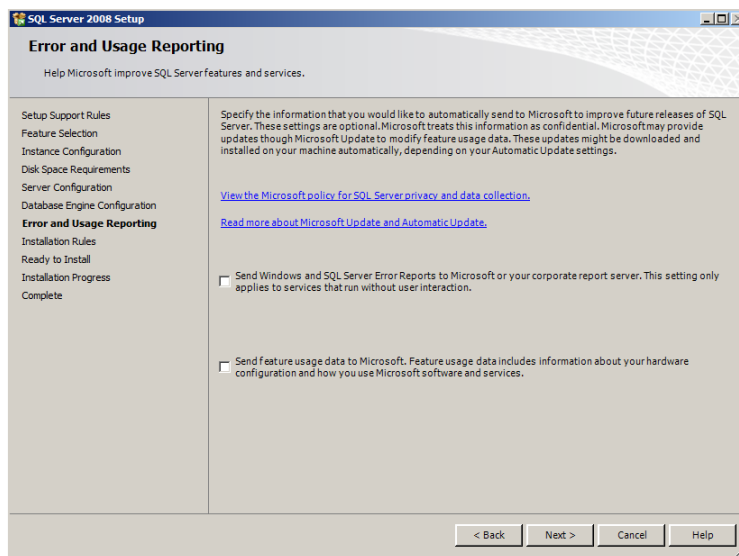 SQL Server 2008 Setup
Error and Usage Reporting
Help Microsoft improve SQL Server features and services.
Setup Support Rules
Feature Selection
Instance Configuration
Disk Space Requirements
Server Configuration
Database Engine Configuration
Error and Usage Reporting
Installation Rules
Ready to Install
Installation Progress
Complete
Specify the information that you would like to automatically send to Microsoft to improve future releases of SQL
Server. These settings are optional. Microsoft treats this information as confidential. Microsoft may provide
updates though Microsoft Update to modify feature usage data. These updates might be downloaded and
installed on your machine automatically, depending on your Automatic Update settings.
View the Microsoft policy for SQL Server privacy and data collection.
Read more about Microsoft Update and Automatic Update.
Send Windows and SQL Server Error Reports to Microsoft or your corporate report server. This setting only
applies to services that run without user interaction.
Send feature usage data to Microsoft. Feature usage data includes information about your hardware
configuration and how you use Microsoft software and services.
< Back
Next >
Cancel
Help